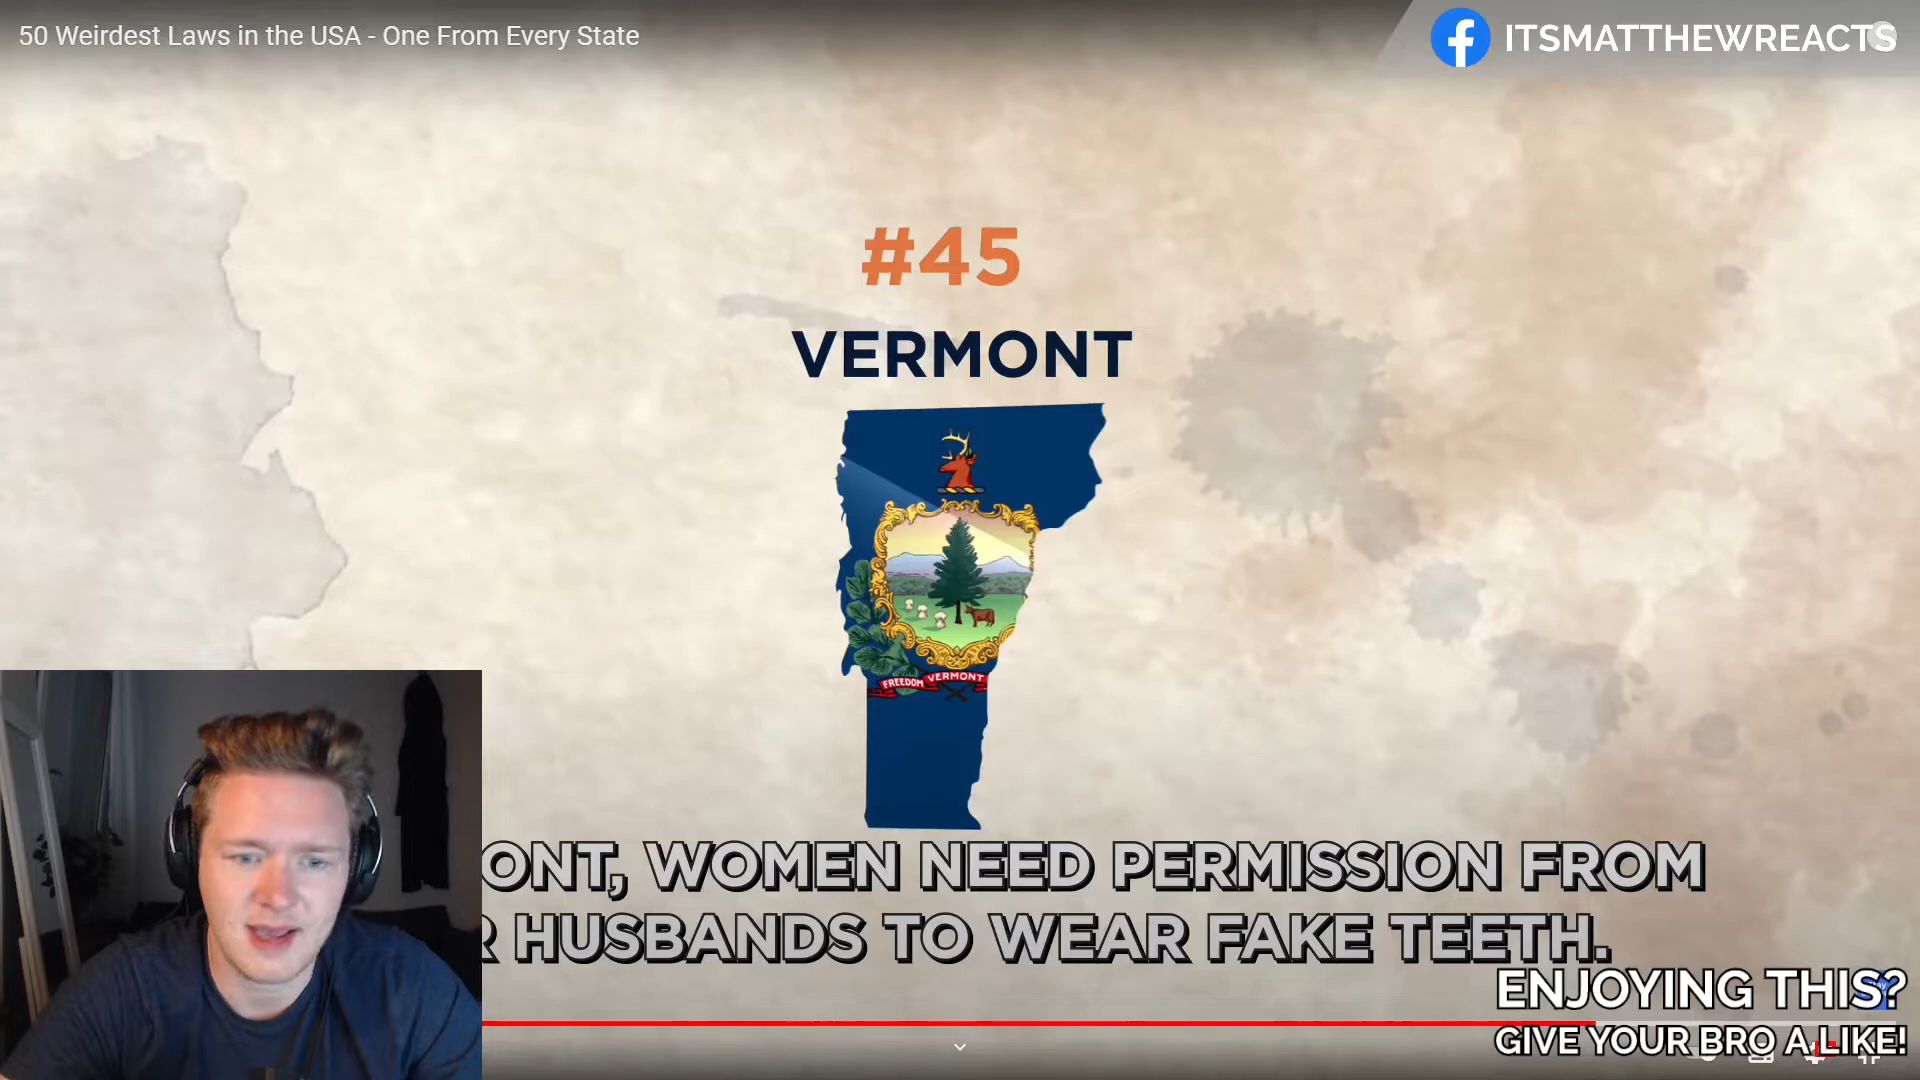 50 Weirdest Laws in the USA - One From Every State
ITSMATTHEWREACTS
#45
VERMONT
FREEDOM VERMONT
ONT, WOMEN NEED PERMISSION FROM
R HUSBANDS TO WEAR FAKE TEETH.
ENJOYING THIS?
GIVE YOUR BRO A LIKE!